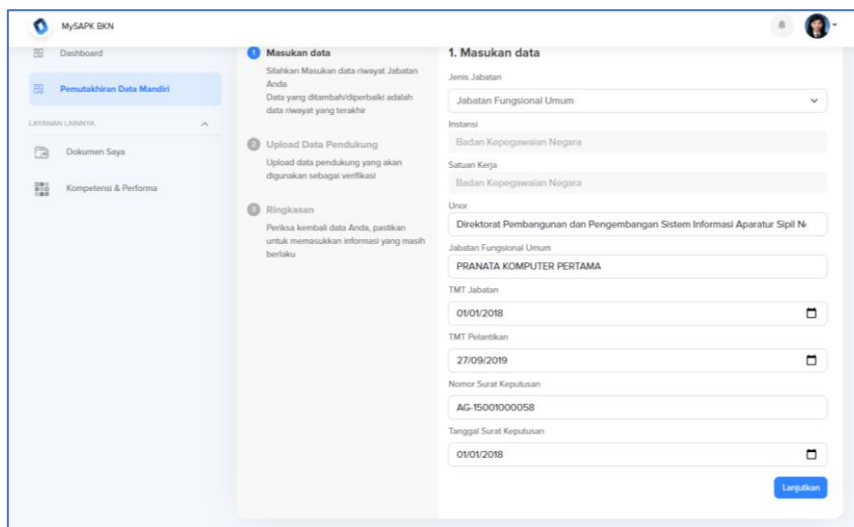 MySAPK BKN
Dashboard
Pemutakhiran Data Mandiri
LAYANAN LAINNYA
Dokumen Saya
Kompetensi & Performa
1 Masukan data
Silahkan Masukan data riwayat Jabatan
Anda
Data yang ditambah/diperbaiki adalah
data riwayat yang terakhir
2 Upload Data Pendukung
Upload data pendukung yang akan
digunakan sebagai verifikasi
3 Ringkasan
Periksa kembali data Anda, pastikan
untuk memasukkan informasi yang masih
berlaku
1. Masukan data
Jenis Jabatan
Jabatan Fungsional Umum
Instansi
Badan Kepegawaian Negara
Satuan Kerja
Badan Kepegawaian Negara
Unor
Direktorat Pembangunan dan Pengembangan Sistem Informasi Aparatur Sipil Ne
Jabatan Fungsional Umum
PRANATA KOMPUTER PERTAMA
TMT Jabatan
01/01/2018
TMT Pelantikan
27/09/2019
Nomor Surat Keputusan
AG-15001000058
Tanggal Surat Keputusan
01/01/2018
Lanjutkan